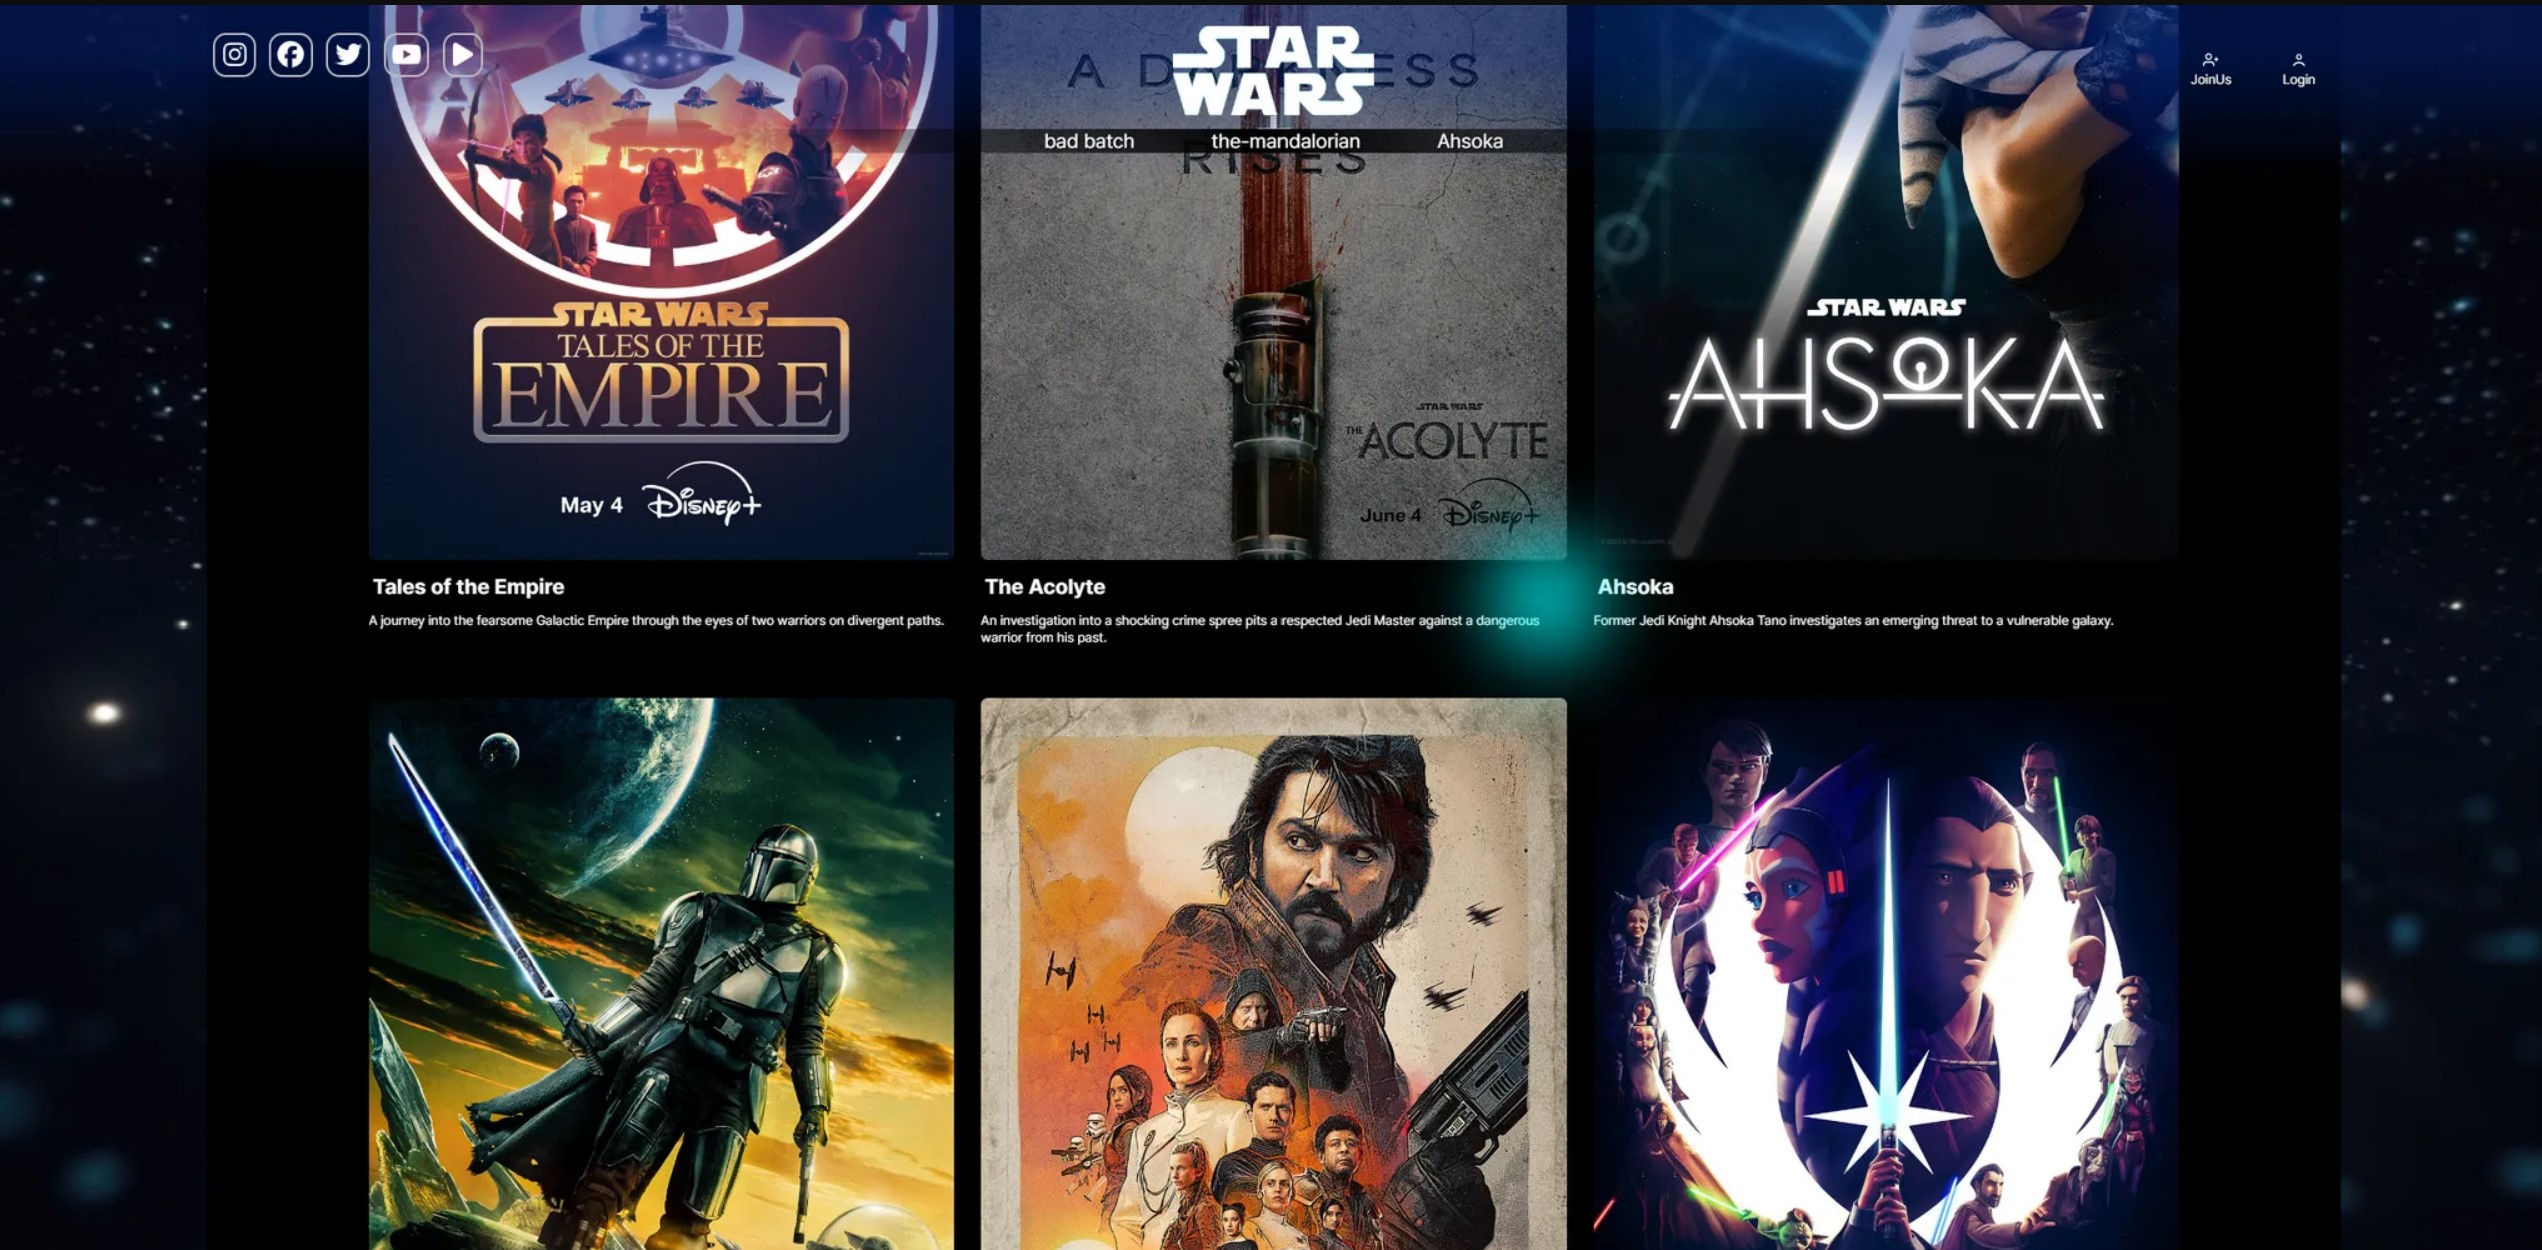 STAR
WARS
A D ESS
RISES
JoinUs
Login
bad batch
the-mandalorian
Ahsoka
STAR WARS
TALES OF THE
EMPIRE
May 4
Disney+
STAR WARS
THE ACOLYTE
June 4
Disney+
STAR WARS
AHSOKA
Tales of the Empire
A journey into the fearsome Galactic Empire through the eyes of two warriors on divergent paths.
The Acolyte
An investigation into a shocking crime spree pits a respected Jedi Master against a dangerous
warrior from his past.
Ahsoka
Former Jedi Knight Ahsoka Tano investigates an emerging threat to a vulnerable galaxy.